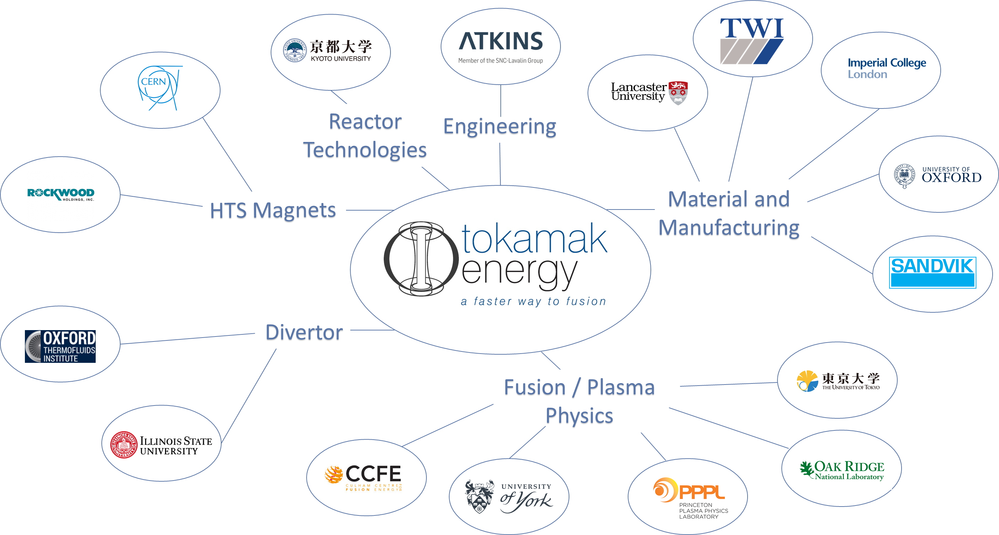 京都大学
KYOTO UNIVERSITY
ATKINS
Member of the SNC-Lavalin Group
TWI
Imperial College
London
Lancaster
University
CERN
Reactor
Technologies
Engineering
UNIVERSITY OF
OXFORD
ROCKWOOD
HOLDINGS, INC.
HTS Magnets
Material and
Manufacturing
tokamak
energy
a faster way to fusion
SANDVIK
Divertor
OXFORD
THERMOFLUIDS
INSTITUTE
Fusion / Plasma
Physics
東京大学
THE UNIVERSITY OF TOKYO
ILLINOIS STATE
UNIVERSITY
CCFE
CULHAM CENTRE
FUSION ENERGY
FOR
UNIVERSITY
of York
PPPL
PRINCETON
PLASMA PHYSICS
LABORATORY
OAK RIDGE
National Laboratory